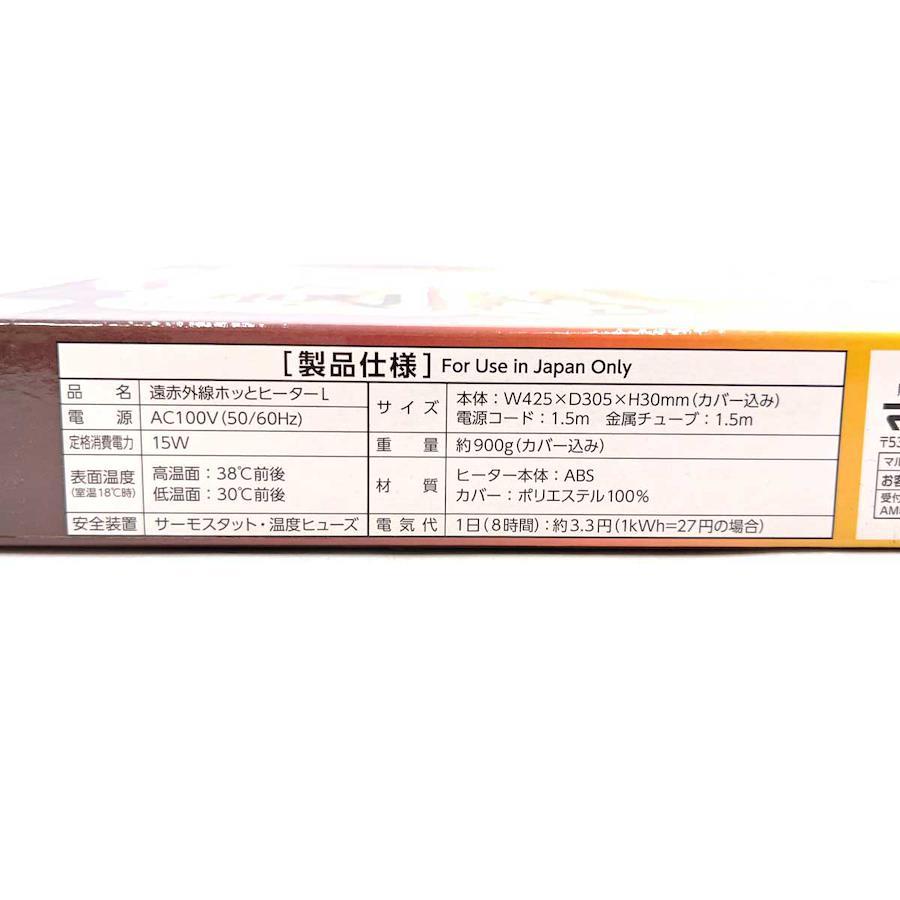 [製品仕様] For Use in Japan Only
品名 遠赤外線ホッとヒーターL
電源 AC100V(50/60Hz)
定格消費電力 15W
表面温度
(室温18℃時)
高温面:38℃前後
低温面:30℃前後
安全装置 サーモスタット・温度ヒューズ
サイズ
本体:W425×D305×H30mm(カバー込み)
電源コード:1.5m 金属チューブ:1.5m
重量 約900g(カバー込み)
材質
ヒーター本体:ABS
カバー:ポリエステル100%
電気代 1日(8時間):約3.3円(1kWh=27円の場合)
〒53
マル
お客
受付
AM